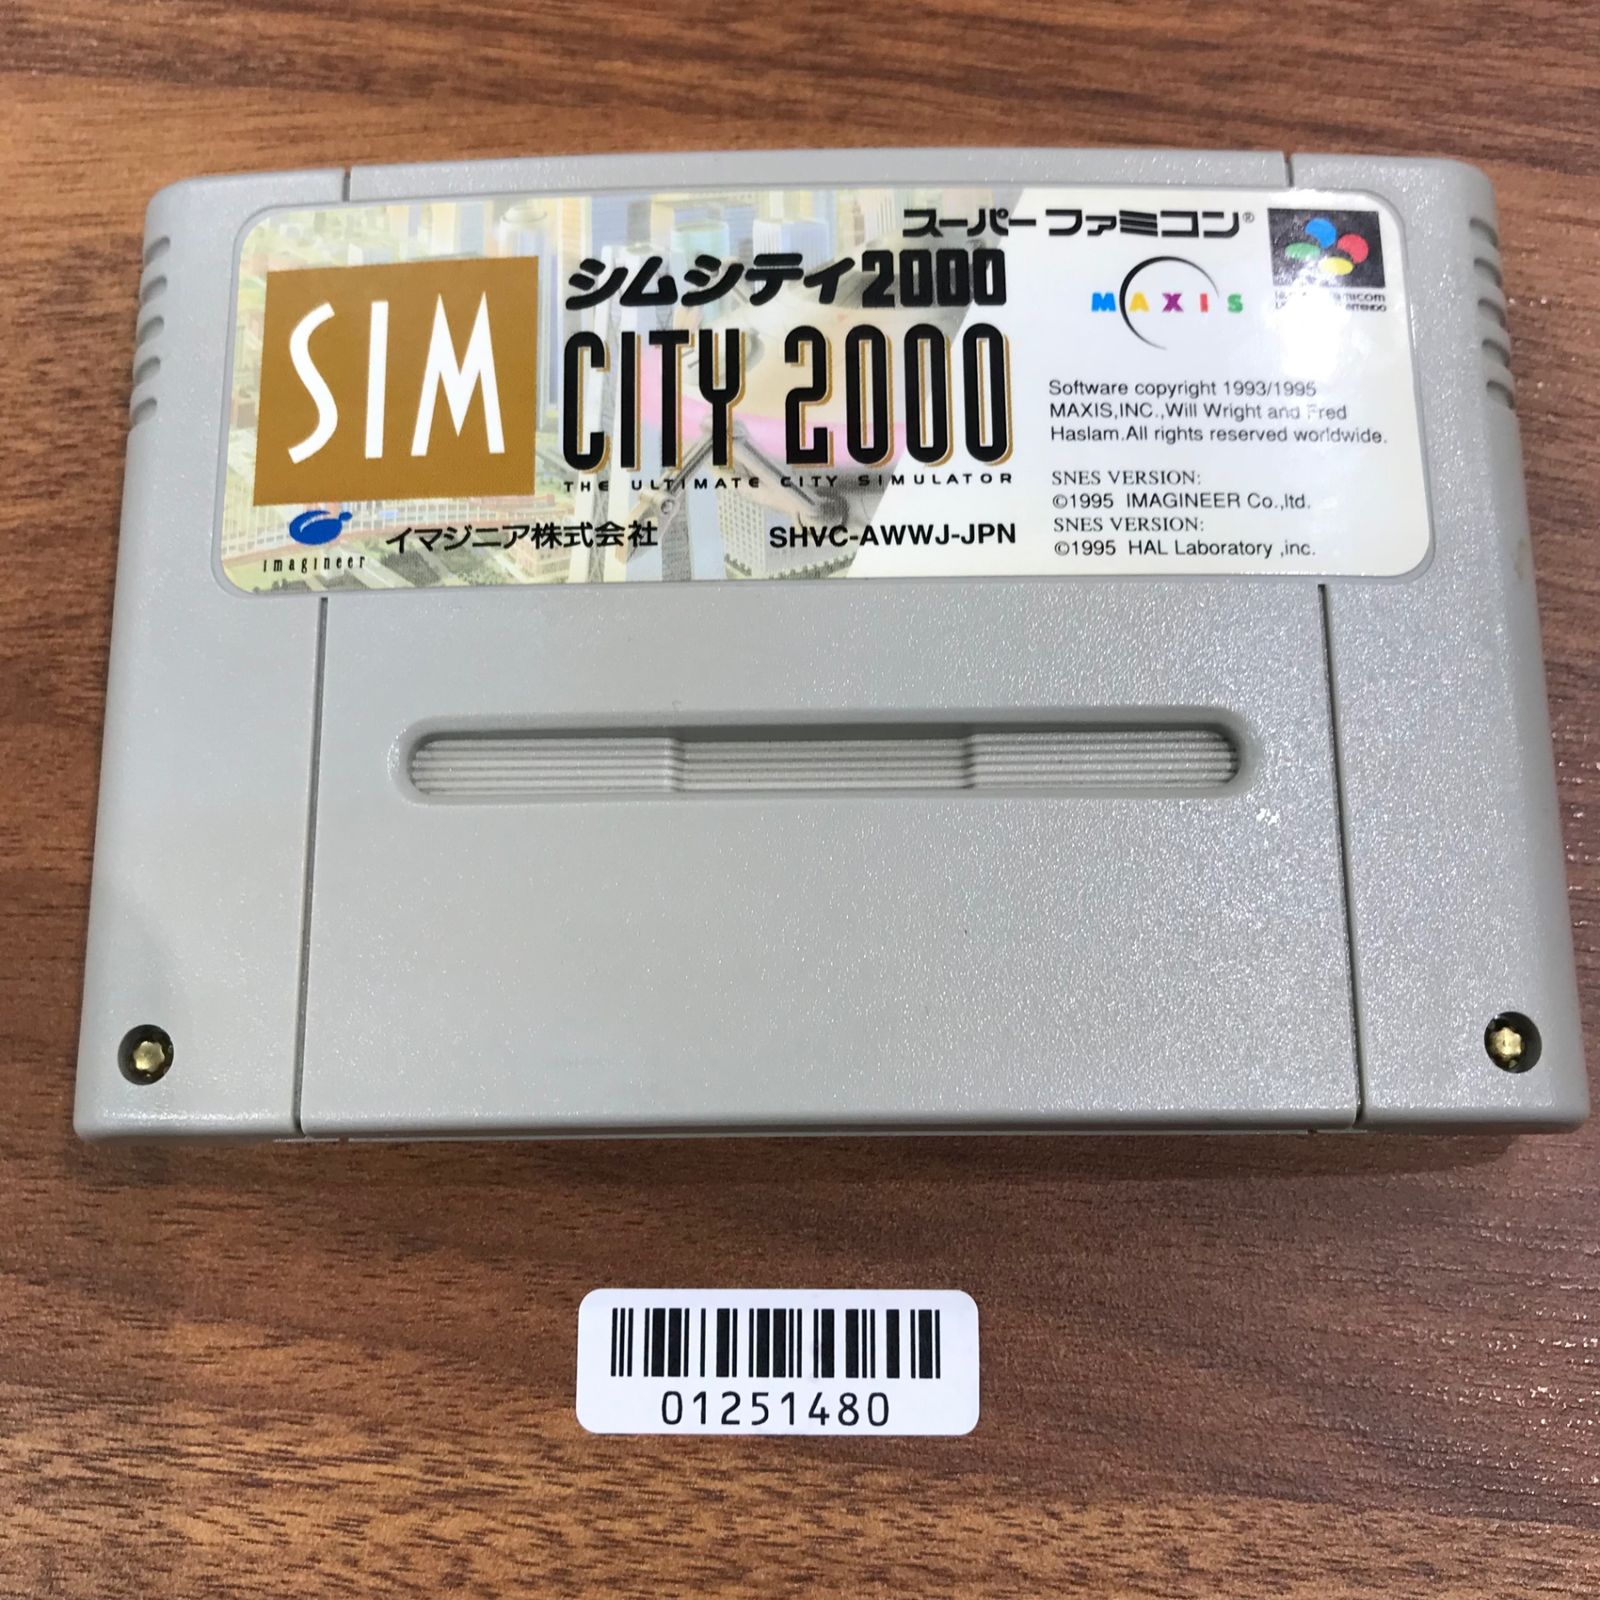 スーパーファミコン®
シムシティ2000
SIM
CITY 2000
THE ULTIMATE CITY SIMULATOR
imagineer
イマジニア株式会社
SHVC-AWWJ-JPN
MAXIS
Software copyright 1993/1995
MAXIS,INC.,Will Wright and Fred
Haslam.All rights reserved worldwide.
SNES VERSION:
©1995 IMAGINEER Co.,ltd.
SNES VERSION:
©1995 HAL Laboratory ,inc.
01251480